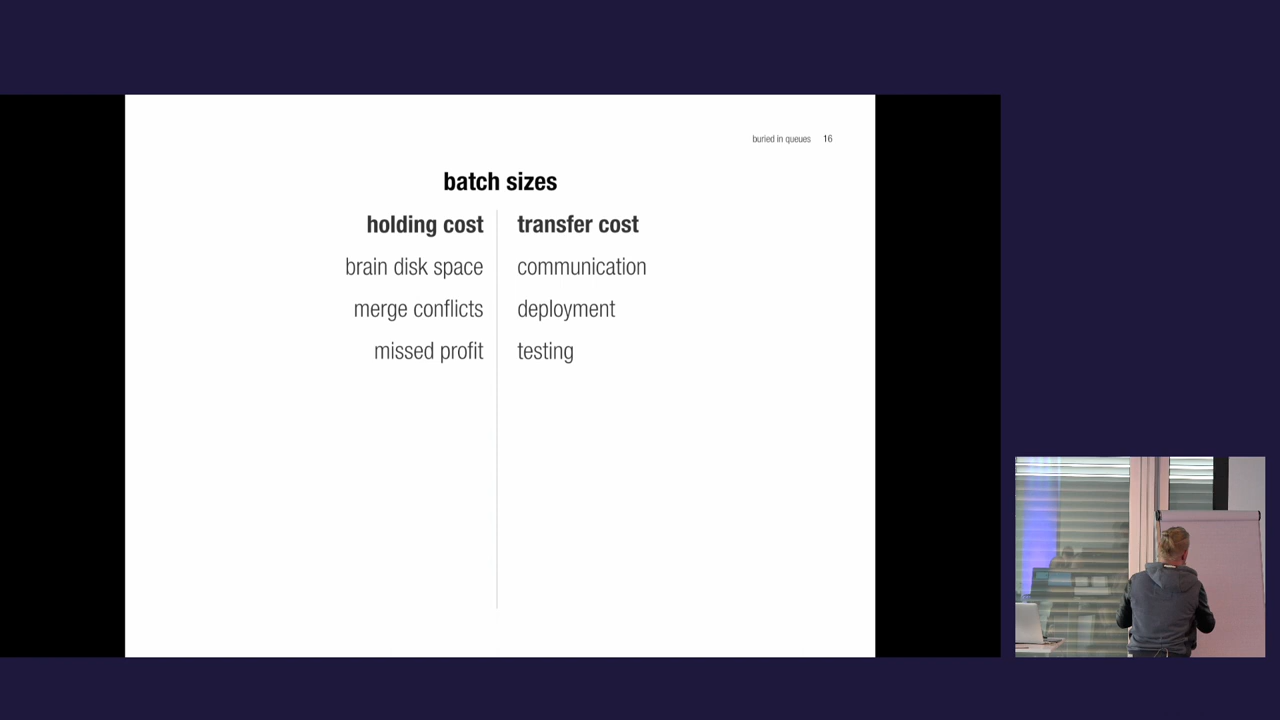 buried in queues 16
batch sizes
holding cost transfer cost
brain disk space communication
merge conflicts deployment
missed profit testing